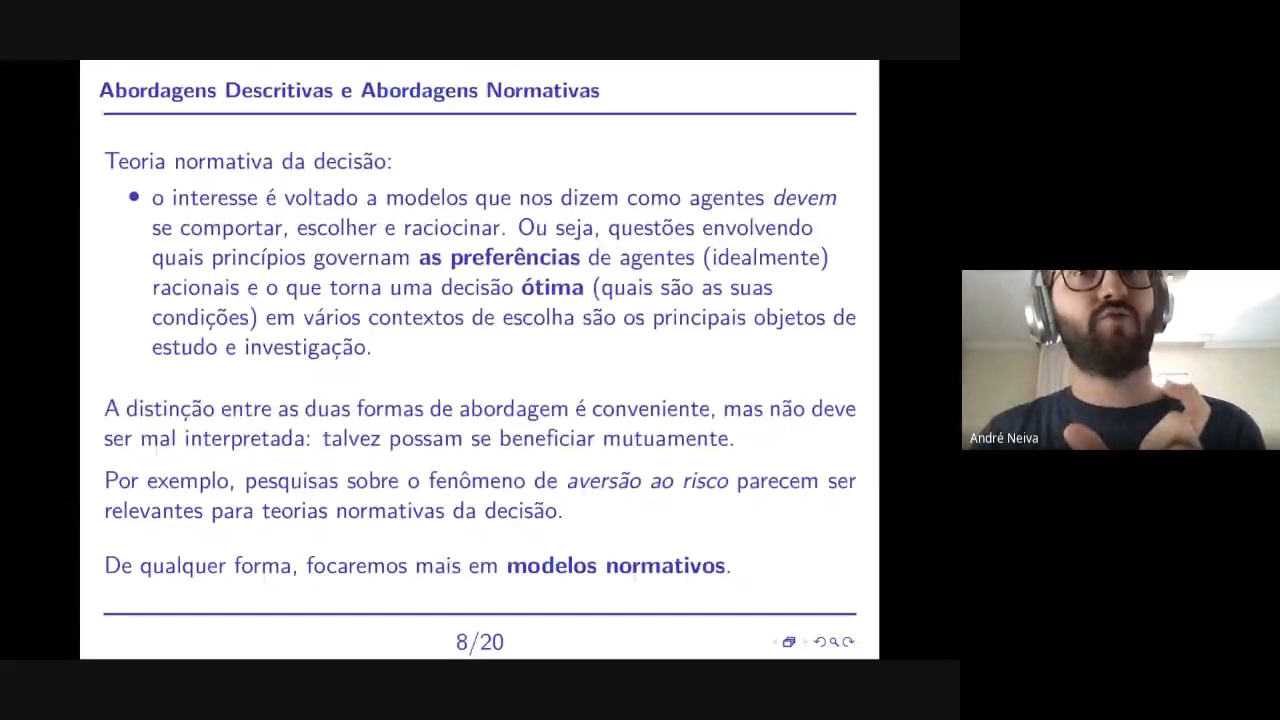 Abordagens Descritivas e Abordagens Normativas
Teoria normativa da decisão:
• o interesse é voltado a modelos que nos dizem como agentes devem
se comportar, escolher e raciocinar. Ou seja, questões envolvendo
quais princípios governam as preferências de agentes (idealmente)
racionais e o que torna uma decisão ótima (quais são as suas
condições) em vários contextos de escolha são os principais objetos de
estudo e investigação.
A distinção entre as duas formas de abordagem é conveniente, mas não deve
ser mal interpretada: talvez possam se beneficiar mutuamente.
Por exemplo, pesquisas sobre o fenômeno de aversão ao risco parecem ser
relevantes para teorias normativas da decisão.
De qualquer forma, focaremos mais em modelos normativos.
8/20
André Neiva